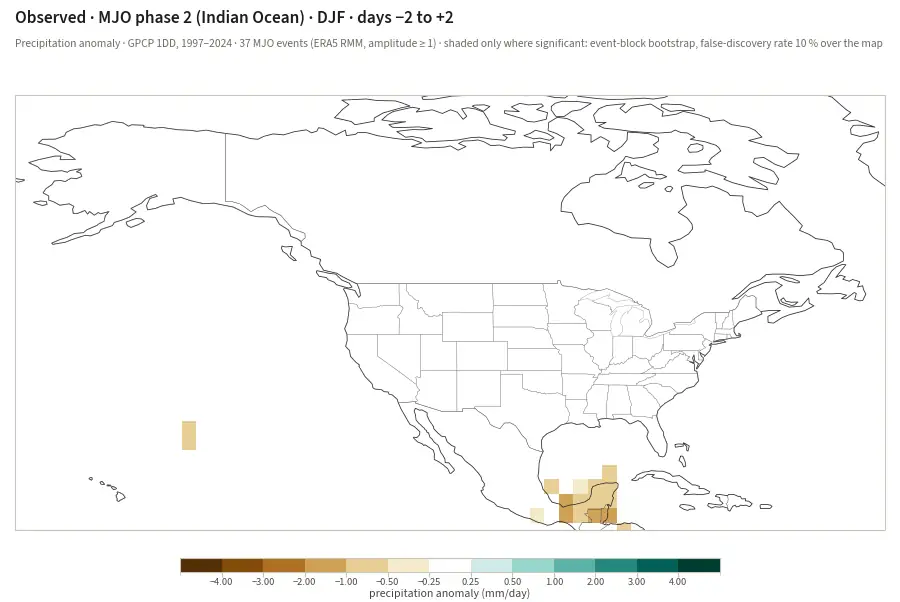 Observed · MJO phase 2 (Indian Ocean) · DJF · days −2 to +2
Precipitation anomaly · GPCP 1DD, 1997–2024 · 37 MJO events (ERA5 RMM, amplitude ≥ 1) · shaded only where significant: event-block bootstrap, false-discovery rate 10 % over the map
−4.00 −3.00 −2.00 −1.00 −0.50 −0.25 0.25 0.50 1.00 2.00 3.00 4.00
precipitation anomaly (mm/day)